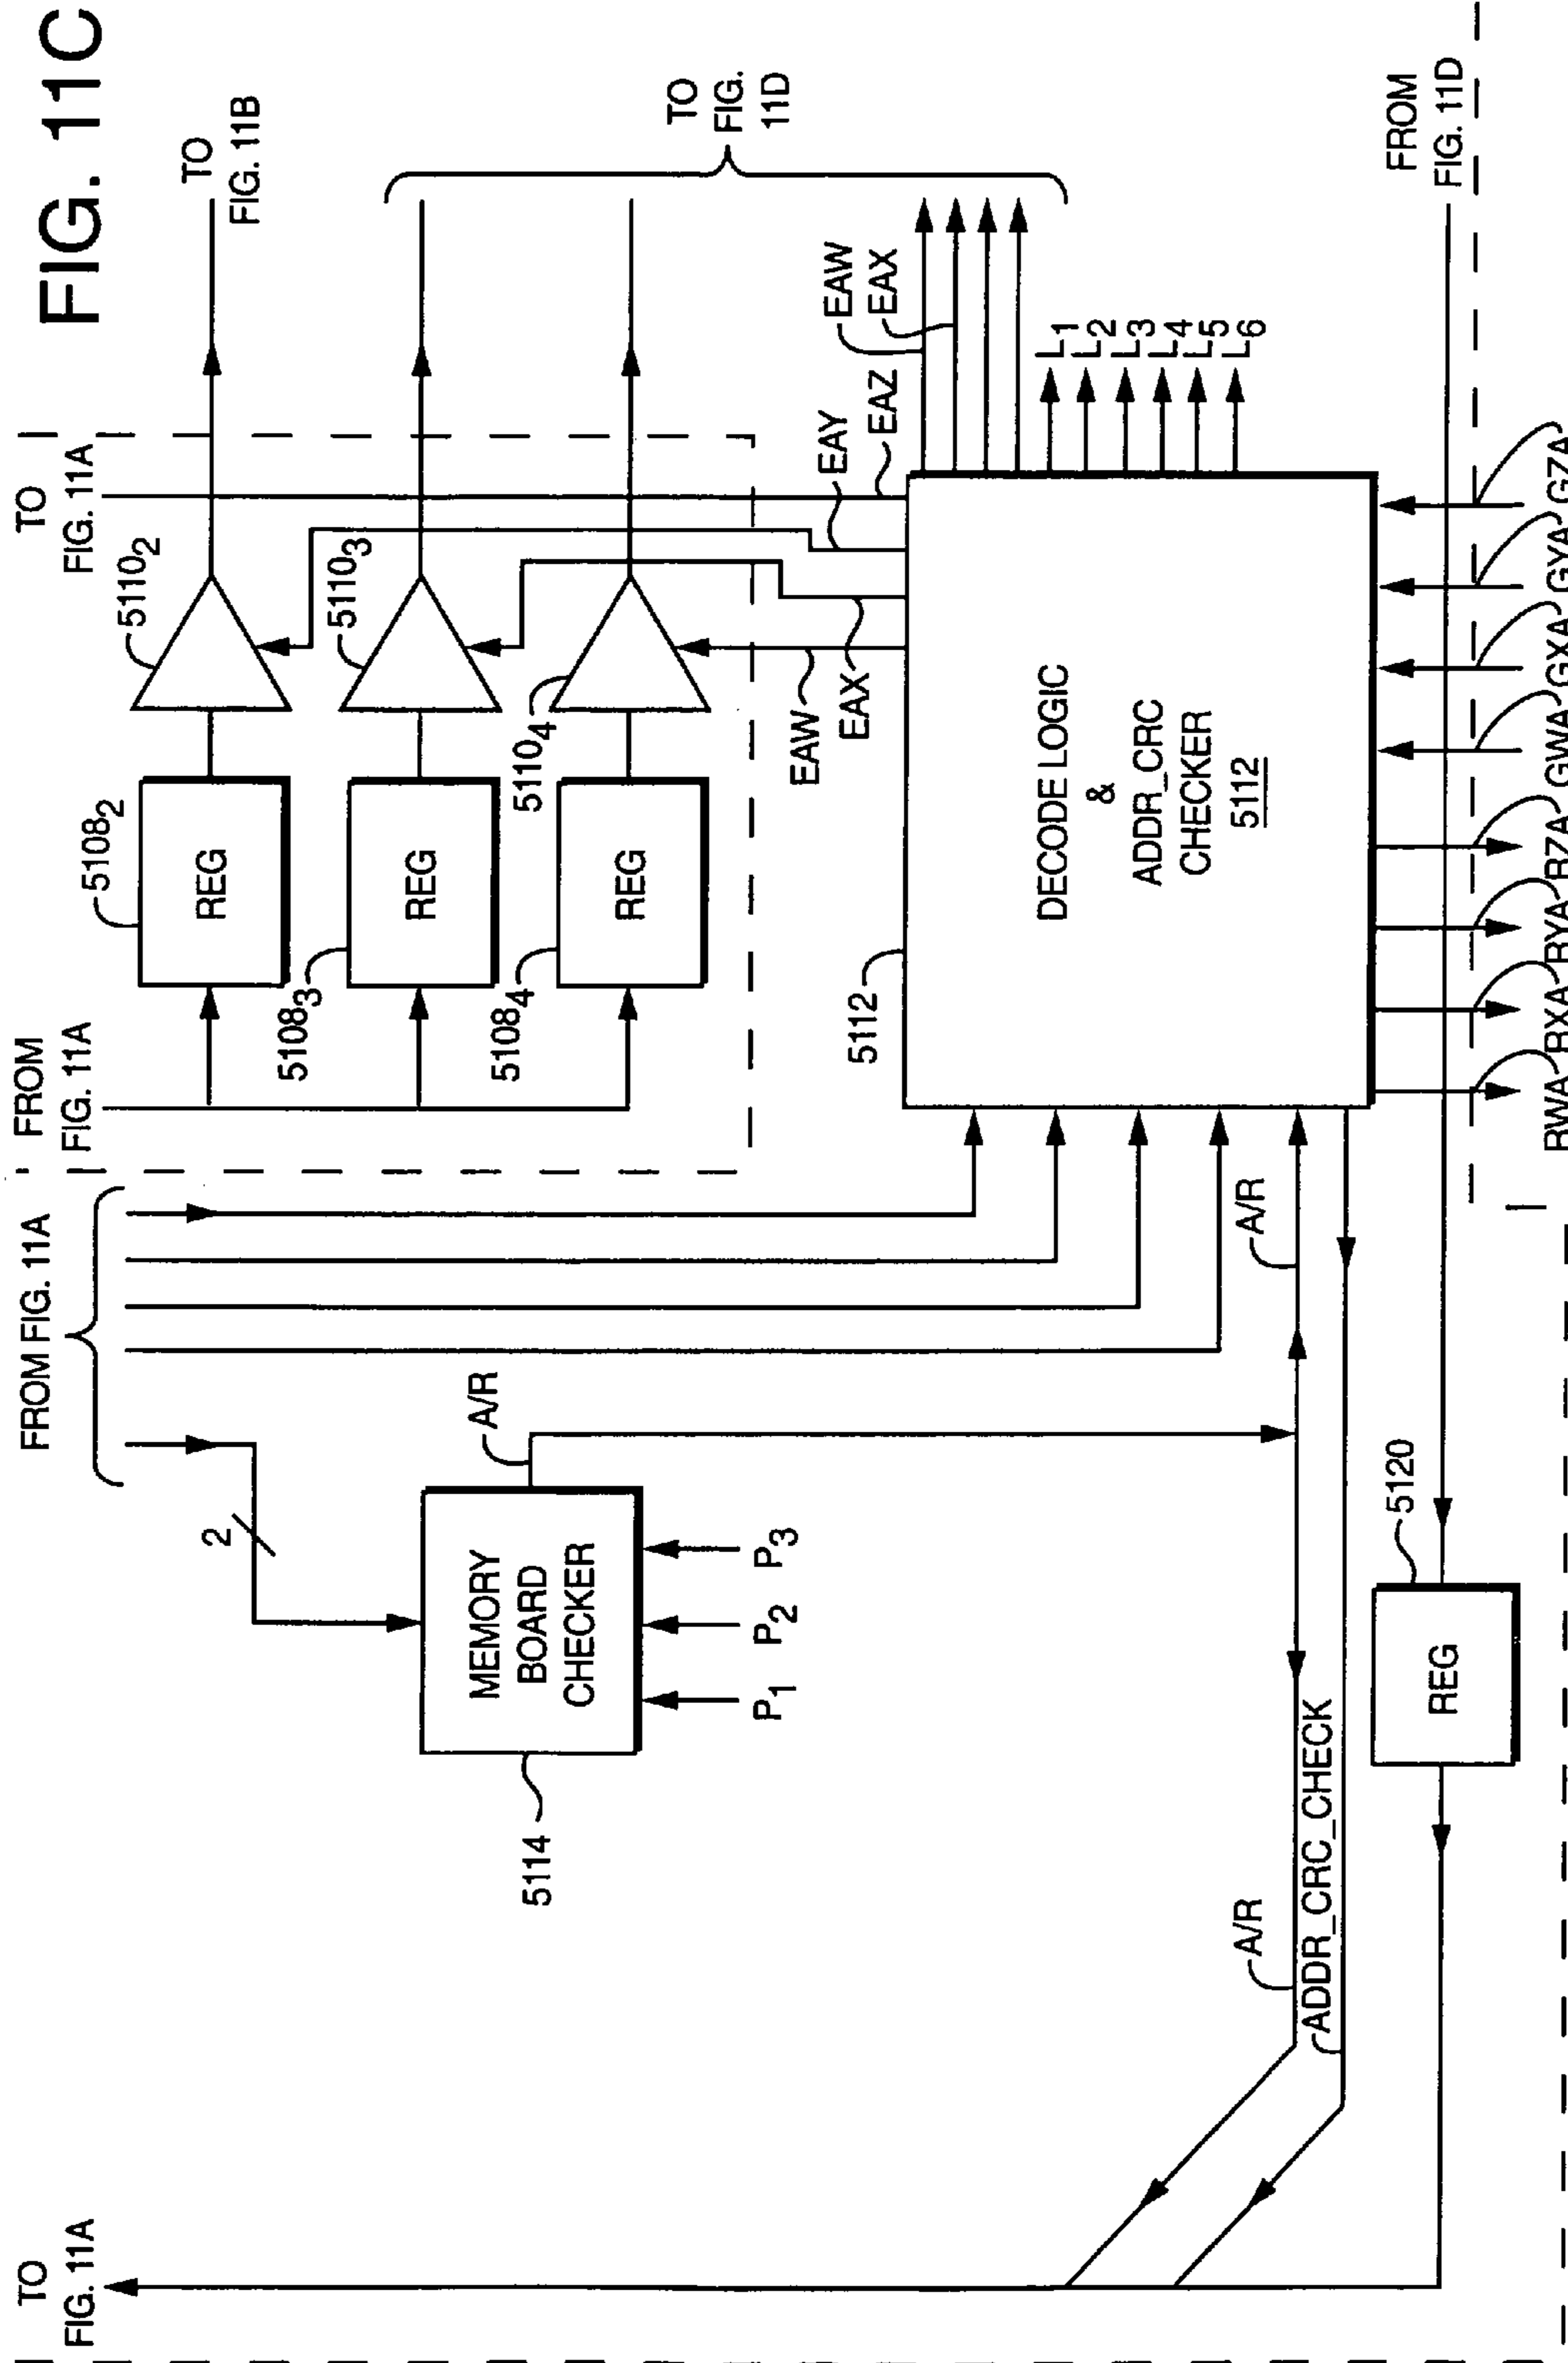 FIG. 11C
TO
FIG. 11A
FROM FIG. 11A
FROM
FIG. 11A
TO
FIG. 11A
TO
FIG. 11B
5108₂
REG
5110₂
5108₃
REG
5110₃
5108₄
REG
5110₄
TO
FIG.
11D
2
A/R
MEMORY
BOARD
CHECKER
5114
P₁
P₂
P₃
EAW
EAX
EAY
EAZ
EAW
EAX
5112
DECODE LOGIC
&
ADDR_CRC
CHECKER
5112
L₁
L₂
L₃
L₄
L₅
L₆
A/R
A/R
ADDR_CRC_CHECK
5120
REG
FROM
FIG. 11D
RWA
RXA
RYA
RZA
GWA
GXA
GYA
GZA